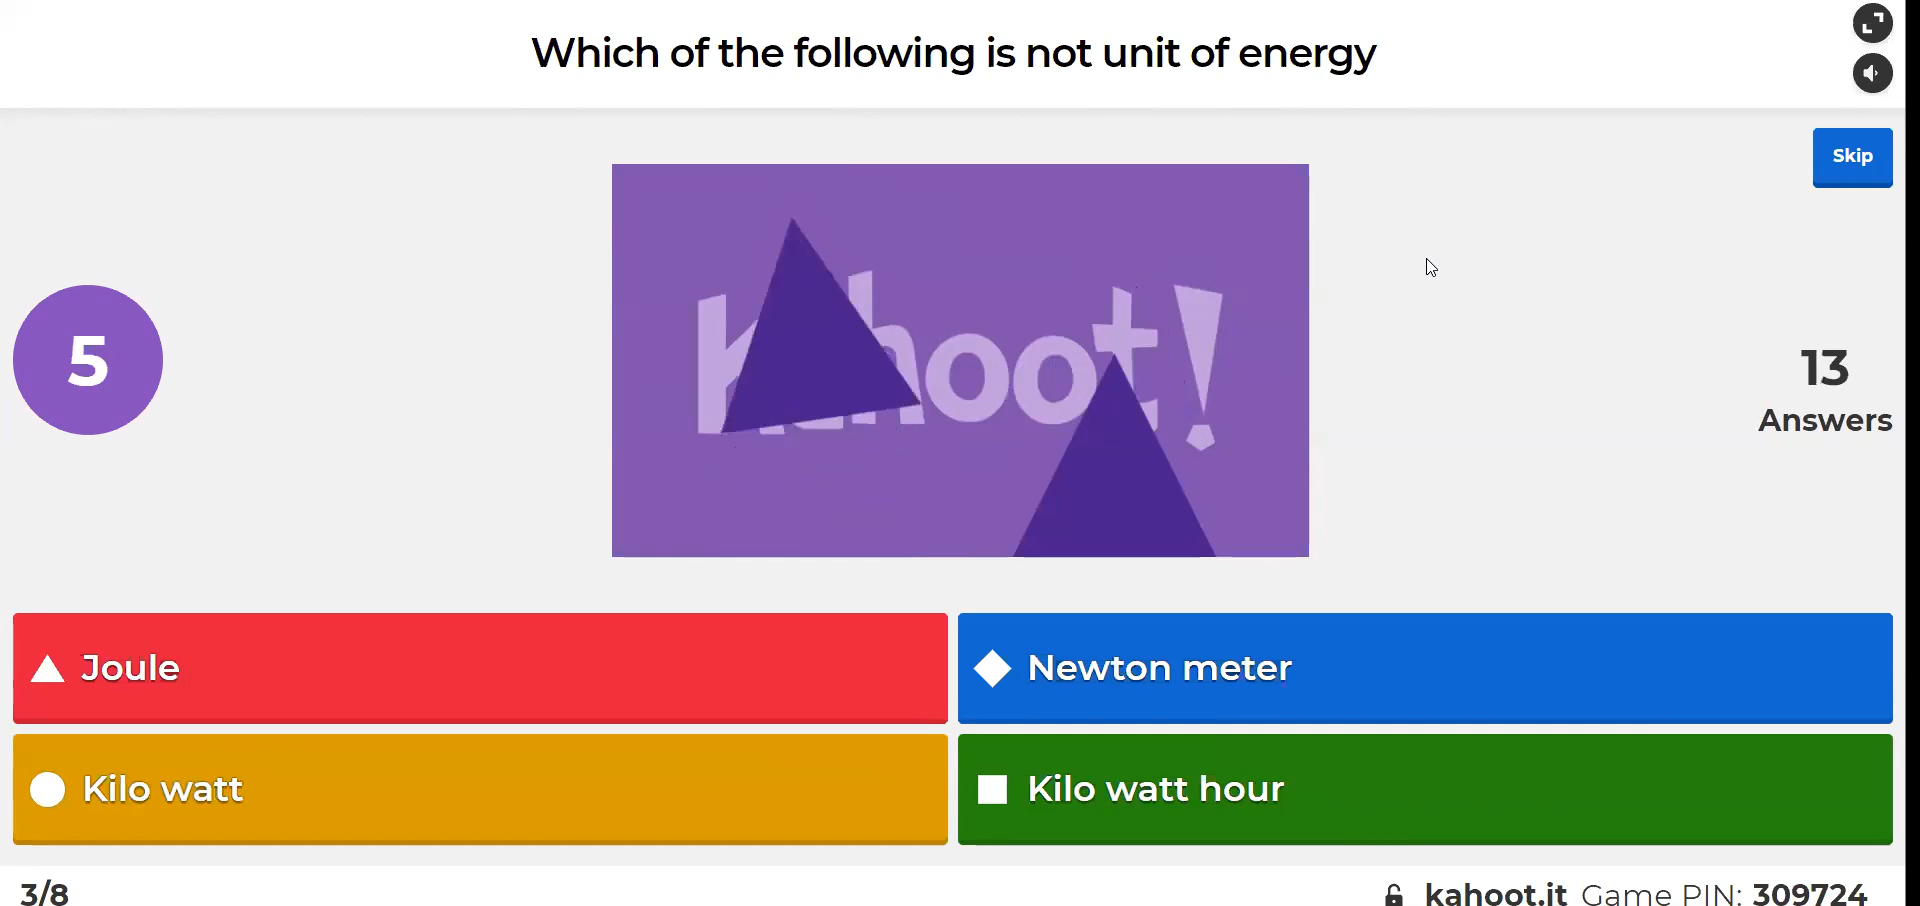 Which of the following is not unit of energy
Skip
kahoot!
5
13
Answers
Joule
Newton meter
Kilo watt
Kilo watt hour
3/8
kahoot.it Game PIN: 309724